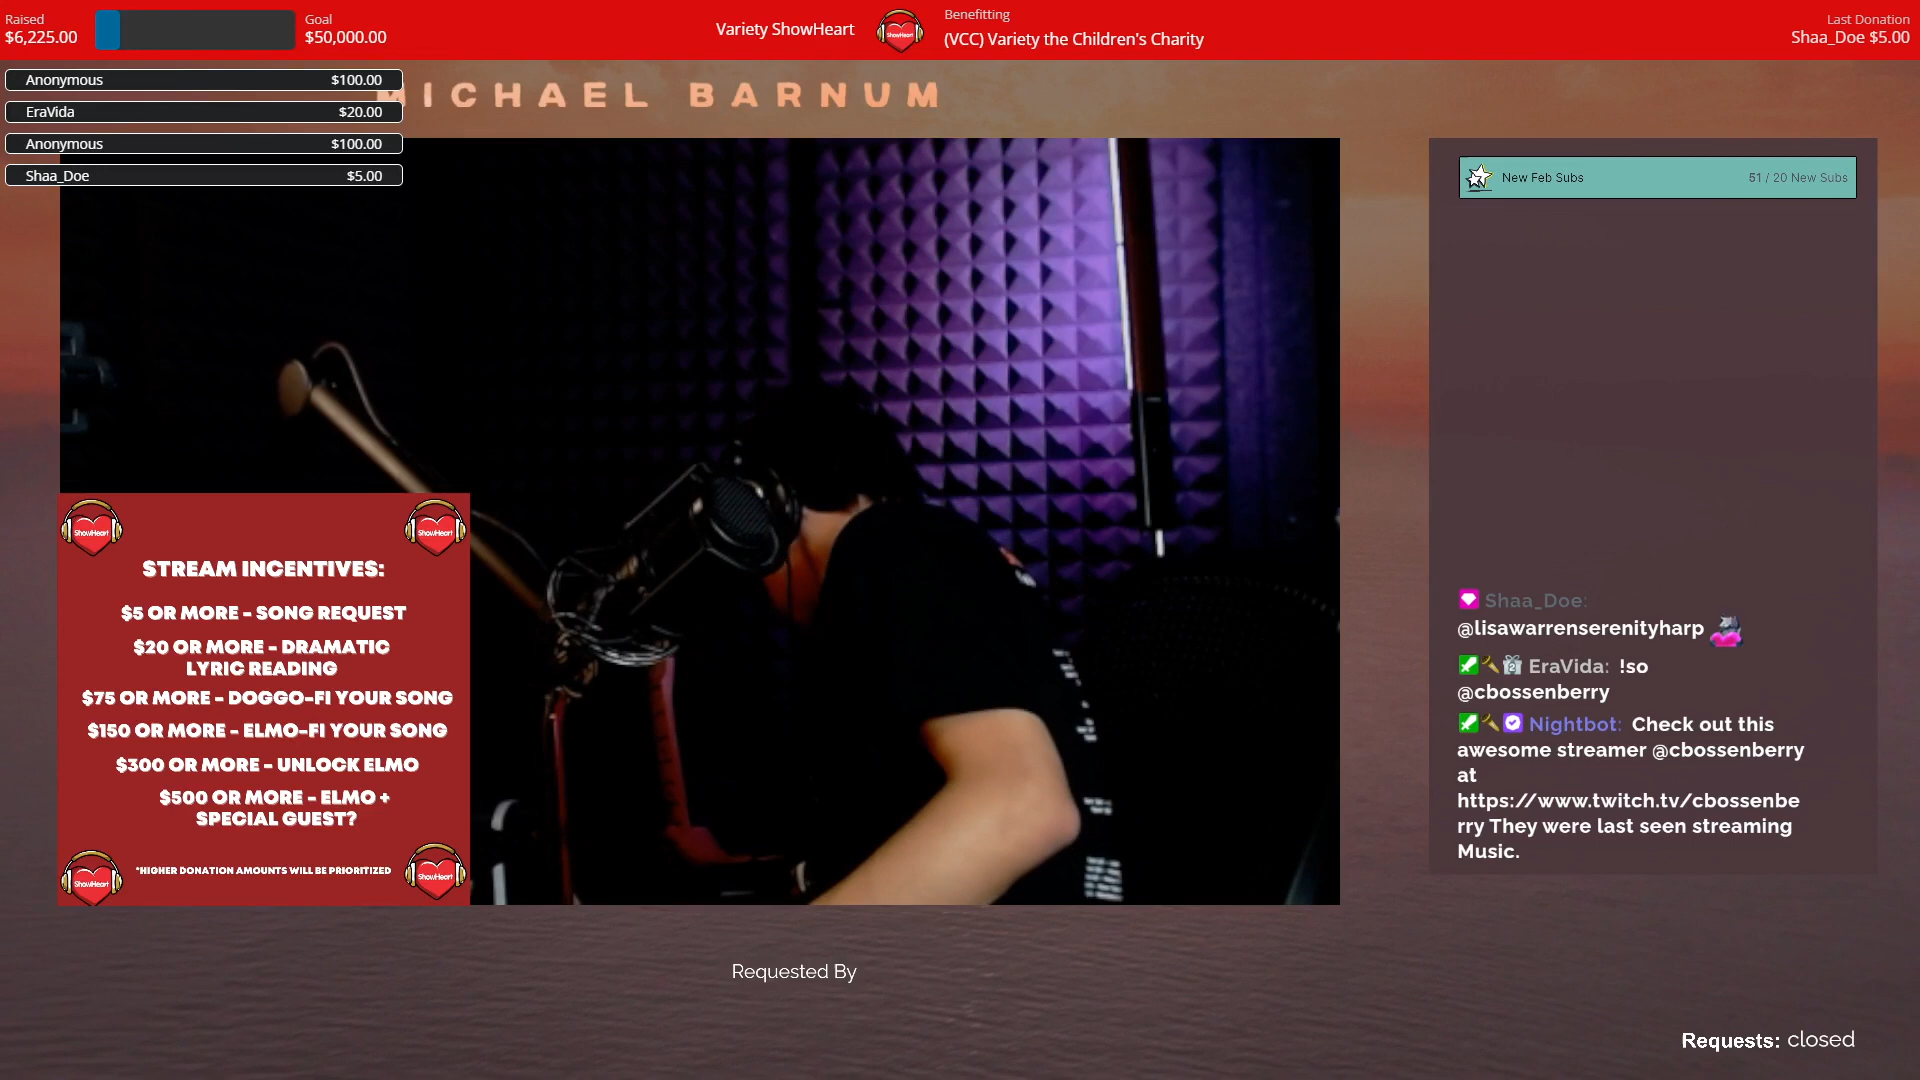 Raised
$6,225.00
Goal
$50,000.00
Variety ShowHeart
ShowHeart
Benefitting
(VCC) Variety the Children's Charity
Last Donation
Shaa_Doe $5.00
Anonymous $100.00
EraVida $20.00
Anonymous $100.00
Shaa_Doe $5.00
MICHAEL BARNUM
New Feb Subs 51 / 20 New Subs
ShowHeart
ShowHeart
STREAM INCENTIVES:
$5 OR MORE - SONG REQUEST
$20 OR MORE - DRAMATIC
LYRIC READING
$75 OR MORE - DOGGO-FI YOUR SONG
$150 OR MORE - ELMO-FI YOUR SONG
$300 OR MORE - UNLOCK ELMO
$500 OR MORE - ELMO +
SPECIAL GUEST?
*HIGHER DONATION AMOUNTS WILL BE PRIORITIZED
ShowHeart
ShowHeart
Shaa_Doe:
@lisawarrenserenityharp
EraVida: !so
@cbossenberry
Nightbot: Check out this
awesome streamer @cbossenberry
at
https://www.twitch.tv/cbossenbe
rry They were last seen streaming
Music.
Requested By
Requests: closed